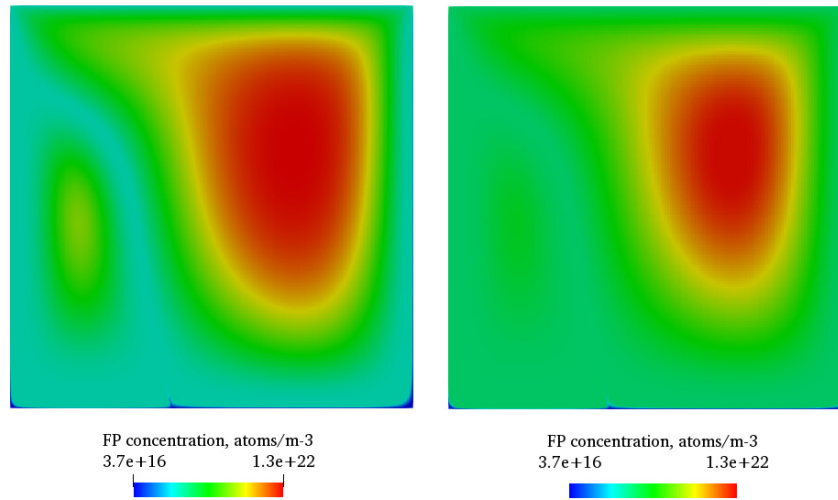 FP concentration, atoms/m-3
3.7e+16 1.3e+22
FP concentration, atoms/m-3
3.7e+16 1.3e+22